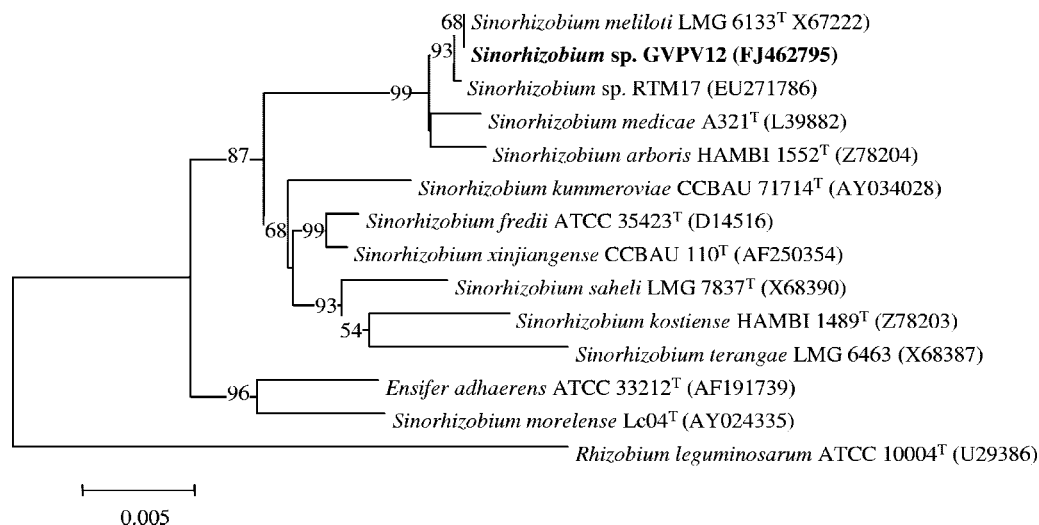 68 Sinorhizobium meliloti LMG 6133ᵀ X67222)
93 Sinorhizobium sp. GVPV12 (FJ462795)
Sinorhizobium sp. RTM17 (EU271786)
99
Sinorhizobium medicae A321ᵀ (L39882)
Sinorhizobium arboris HAMBI 1552ᵀ (Z78204)
87
Sinorhizobium kummeroviae CCBAU 71714ᵀ (AY034028)
Sinorhizobium fredii ATCC 35423ᵀ (D14516)
68 99
Sinorhizobium xinjiangense CCBAU 110ᵀ (AF250354)
Sinorhizobium saheli LMG 7837ᵀ (X68390)
93
Sinorhizobium kostiense HAMBI 1489ᵀ (Z78203)
54
Sinorhizobium terangae LMG 6463 (X68387)
Ensifer adhaerens ATCC 33212ᵀ (AF191739)
96
Sinorhizobium morelense Lc04ᵀ (AY024335)
Rhizobium leguminosarum ATCC 10004ᵀ (U29386)
0.005